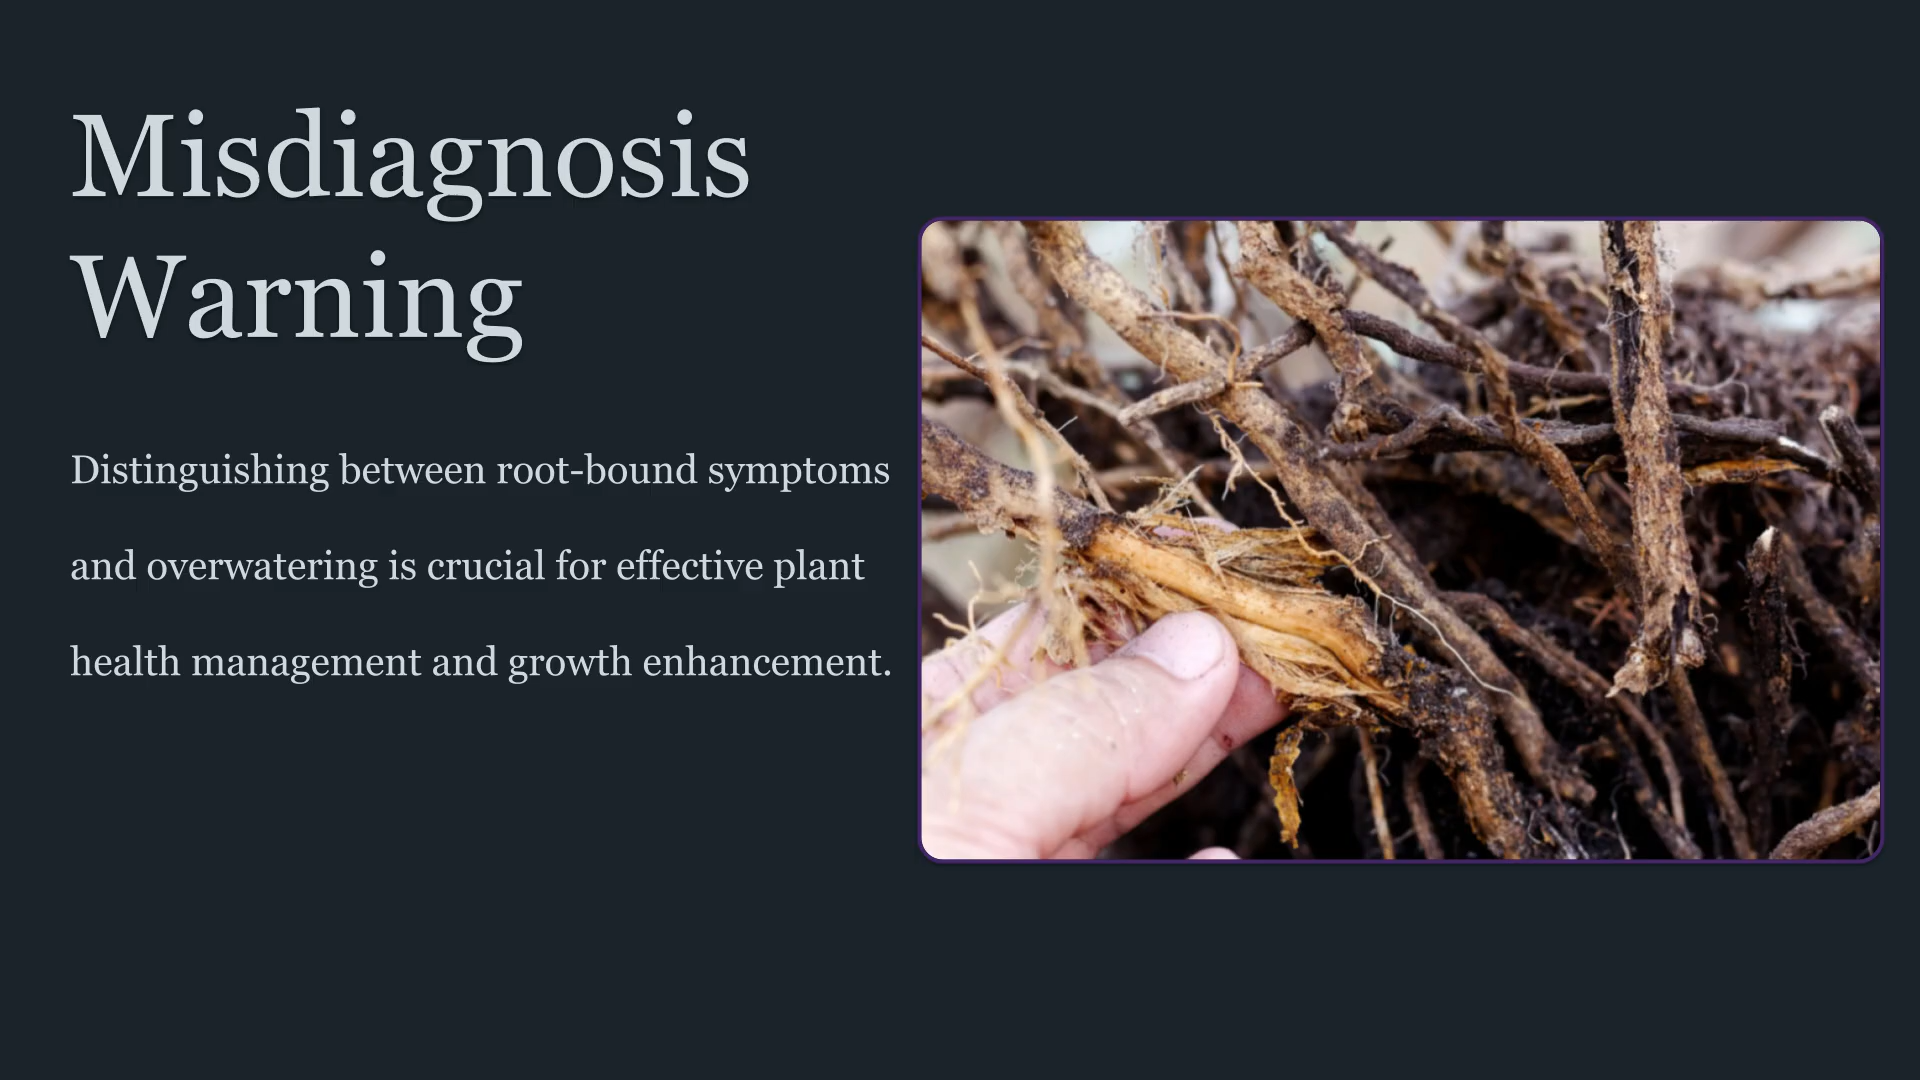 Misdiagnosis
Warning
Distinguishing between root-bound symptoms
and overwatering is crucial for effective plant
health management and growth enhancement.